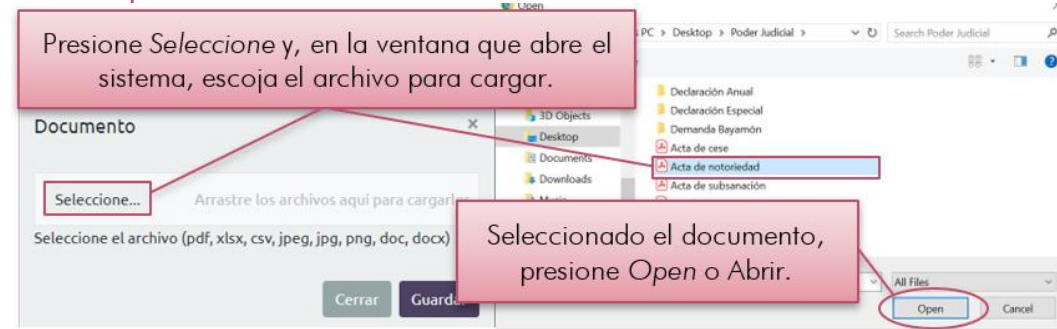 Open
Presione Seleccione y, en la ventana que abre el
sistema, escoja el archivo para cargar.
PC > Desktop > Poder Judicial >
Search Poder Judicial
Declaración Anual
Declaración Especial
Demanda Bayamón
Acta de cese
Acta de notoriedad
Acta de subsanación
3D Objects
Desktop
Documents
Downloads
Documento
Seleccione...
Arrastre los archivos aquí para cargarlos
Seleccione el archivo (pdf, xlsx, csv, jpeg, jpg, png, doc, docx)
Cerrar
Guardar
Seleccionado el documento,
presione Open o Abrir.
All Files
Open
Cancel